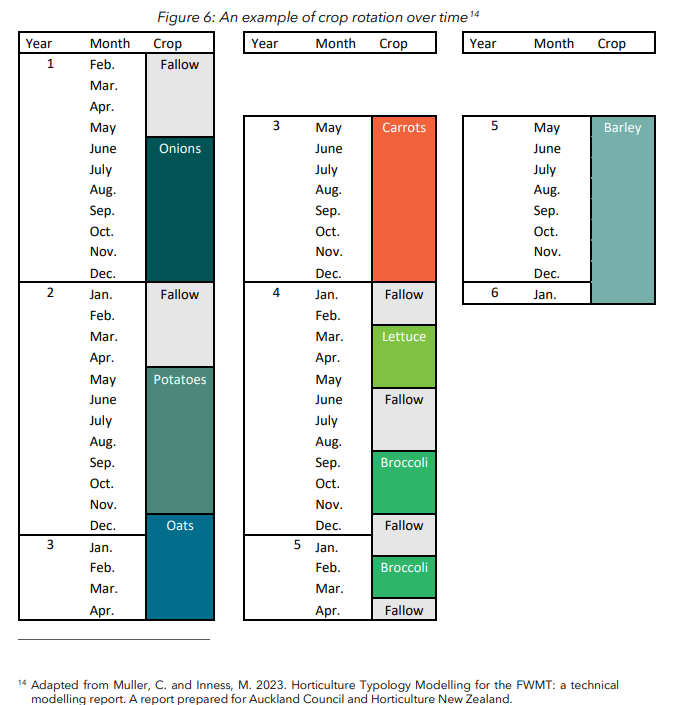 Figure 6: An example of crop rotation over time 14
Year Month Crop
1 Feb. Fallow
Mar.
Apr.
May
June Onions
July
Aug.
Sep.
Oct.
Nov.
Dec.
2 Jan. Fallow
Feb.
Mar.
Apr.
May Potatoes
June
July
Aug.
Sep.
Oct.
Nov.
Dec. Oats
3 Jan.
Feb.
Mar.
Apr.
Year Month Crop
3 May Carrots
June
July
Aug.
Sep.
Oct.
Nov.
Dec.
4 Jan. Fallow
Feb.
Mar. Lettuce
Apr.
May
June Fallow
July
Aug.
Sep. Broccoli
Oct.
Nov.
Dec. Fallow
5 Jan.
Feb. Broccoli
Mar.
Apr. Fallow
Year Month Crop
5 May Barley
June
July
Aug.
Sep.
Oct.
Nov.
Dec.
6 Jan.
14 Adapted from Muller, C. and Inness, M. 2023. Horticulture Typology Modelling for the FWMT: a technical
modelling report. A report prepared for Auckland Council and Horticulture New Zealand.